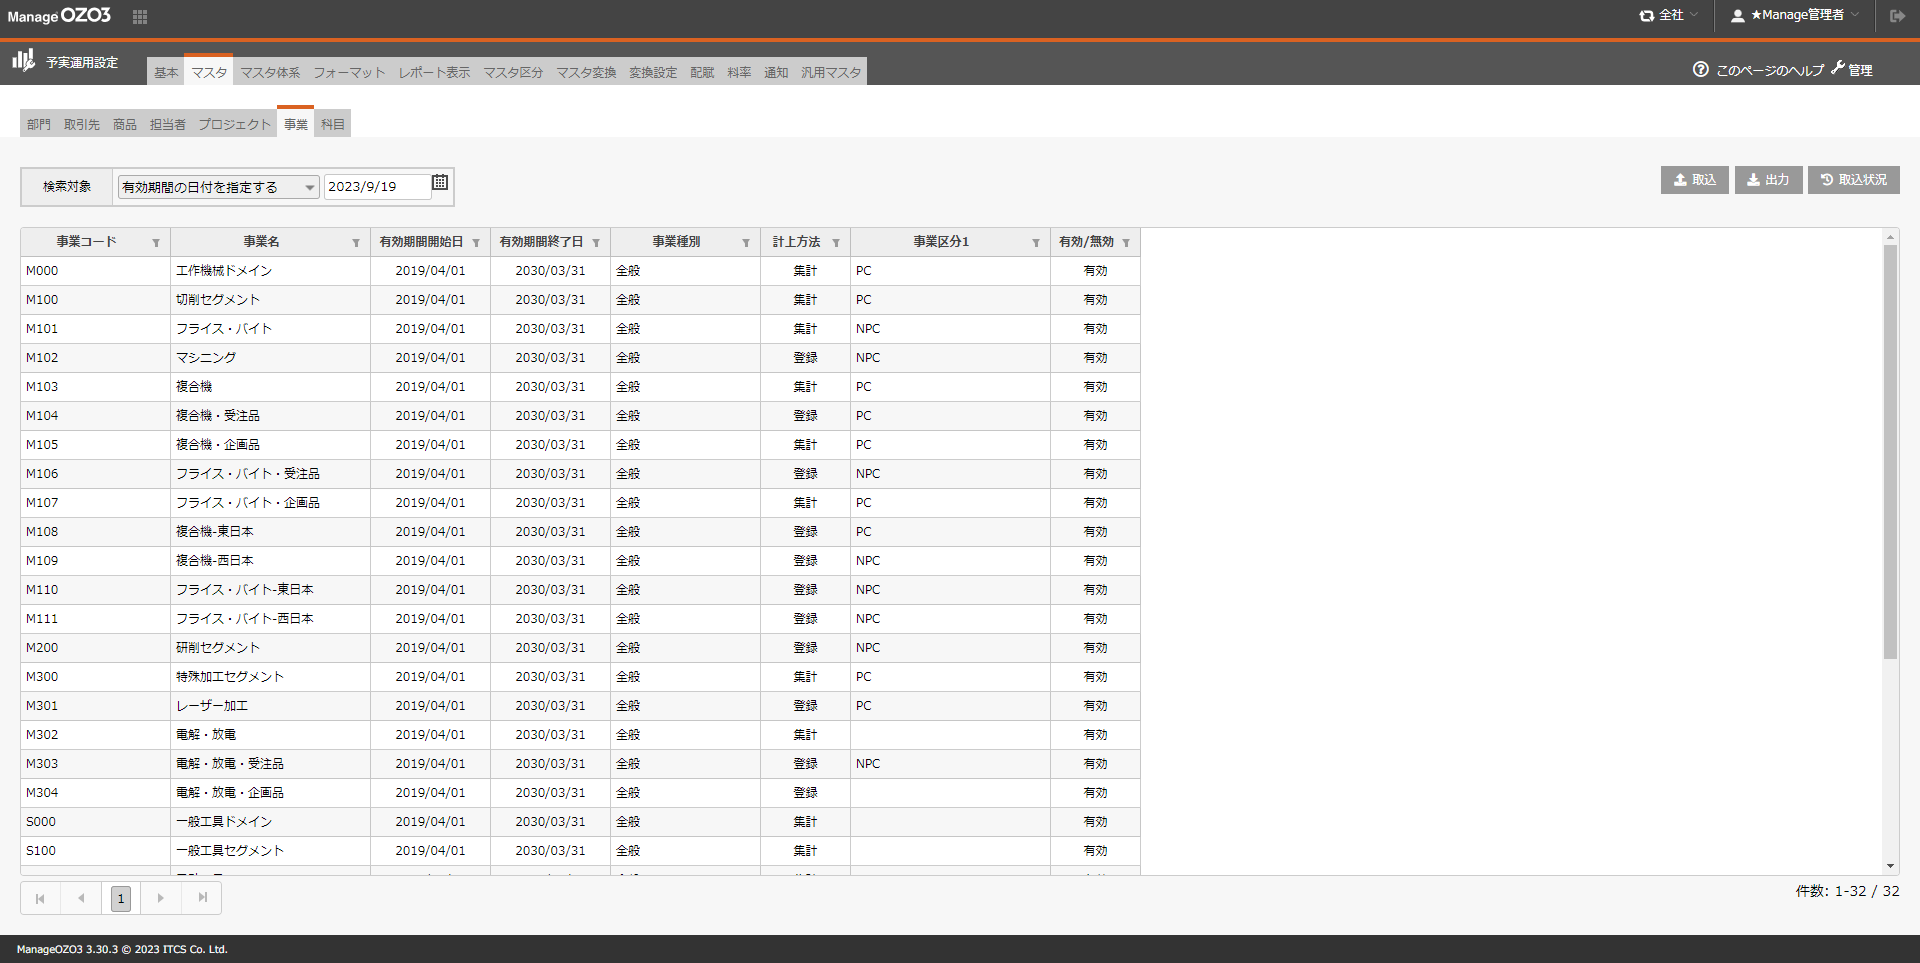 Manage OZO3
全社
★Manage管理者
予実運用設定
基本 マスタ マスタ体系 フォーマット レポート表示 マスタ区分 マスタ変換 変換設定 配賦 料率 通知 汎用マスタ
このページのヘルプ 管理
部門 取引先 商品 担当者 プロジェクト 事業 科目
検索対象 有効期間の日付を指定する 2023/9/19
取込 出力 取込状況
事業コード 事業名 有効期間開始日 有効期間終了日 事業種別 計上方法 事業区分1 有効/無効
M000 工作機械ドメイン 2019/04/01 2030/03/31 全般 集計 PC 有効
M100 切削セグメント 2019/04/01 2030/03/31 全般 集計 PC 有効
M101 フライス・バイト 2019/04/01 2030/03/31 全般 集計 NPC 有効
M102 マシニング 2019/04/01 2030/03/31 全般 登録 NPC 有効
M103 複合機 2019/04/01 2030/03/31 全般 集計 PC 有効
M104 複合機・受注品 2019/04/01 2030/03/31 全般 登録 PC 有効
M105 複合機・企画品 2019/04/01 2030/03/31 全般 集計 PC 有効
M106 フライス・バイト・受注品 2019/04/01 2030/03/31 全般 登録 NPC 有効
M107 フライス・バイト・企画品 2019/04/01 2030/03/31 全般 集計 PC 有効
M108 複合機-東日本 2019/04/01 2030/03/31 全般 登録 PC 有効
M109 複合機-西日本 2019/04/01 2030/03/31 全般 登録 NPC 有効
M110 フライス・バイト-東日本 2019/04/01 2030/03/31 全般 登録 NPC 有効
M111 フライス・バイト-西日本 2019/04/01 2030/03/31 全般 登録 NPC 有効
M200 研削セグメント 2019/04/01 2030/03/31 全般 登録 NPC 有効
M300 特殊加工セグメント 2019/04/01 2030/03/31 全般 集計 PC 有効
M301 レーザー加工 2019/04/01 2030/03/31 全般 登録 PC 有効
M302 電解・放電 2019/04/01 2030/03/31 全般 集計 有効
M303 電解・放電・受注品 2019/04/01 2030/03/31 全般 登録 NPC 有効
M304 電解・放電・企画品 2019/04/01 2030/03/31 全般 登録 有効
S000 一般工具ドメイン 2019/04/01 2030/03/31 全般 集計 有効
S100 一般工具セグメント 2019/04/01 2030/03/31 全般 集計 有効
1
件数: 1-32 / 32
ManageOZO3 3.30.3 © 2023 ITCS Co. Ltd.